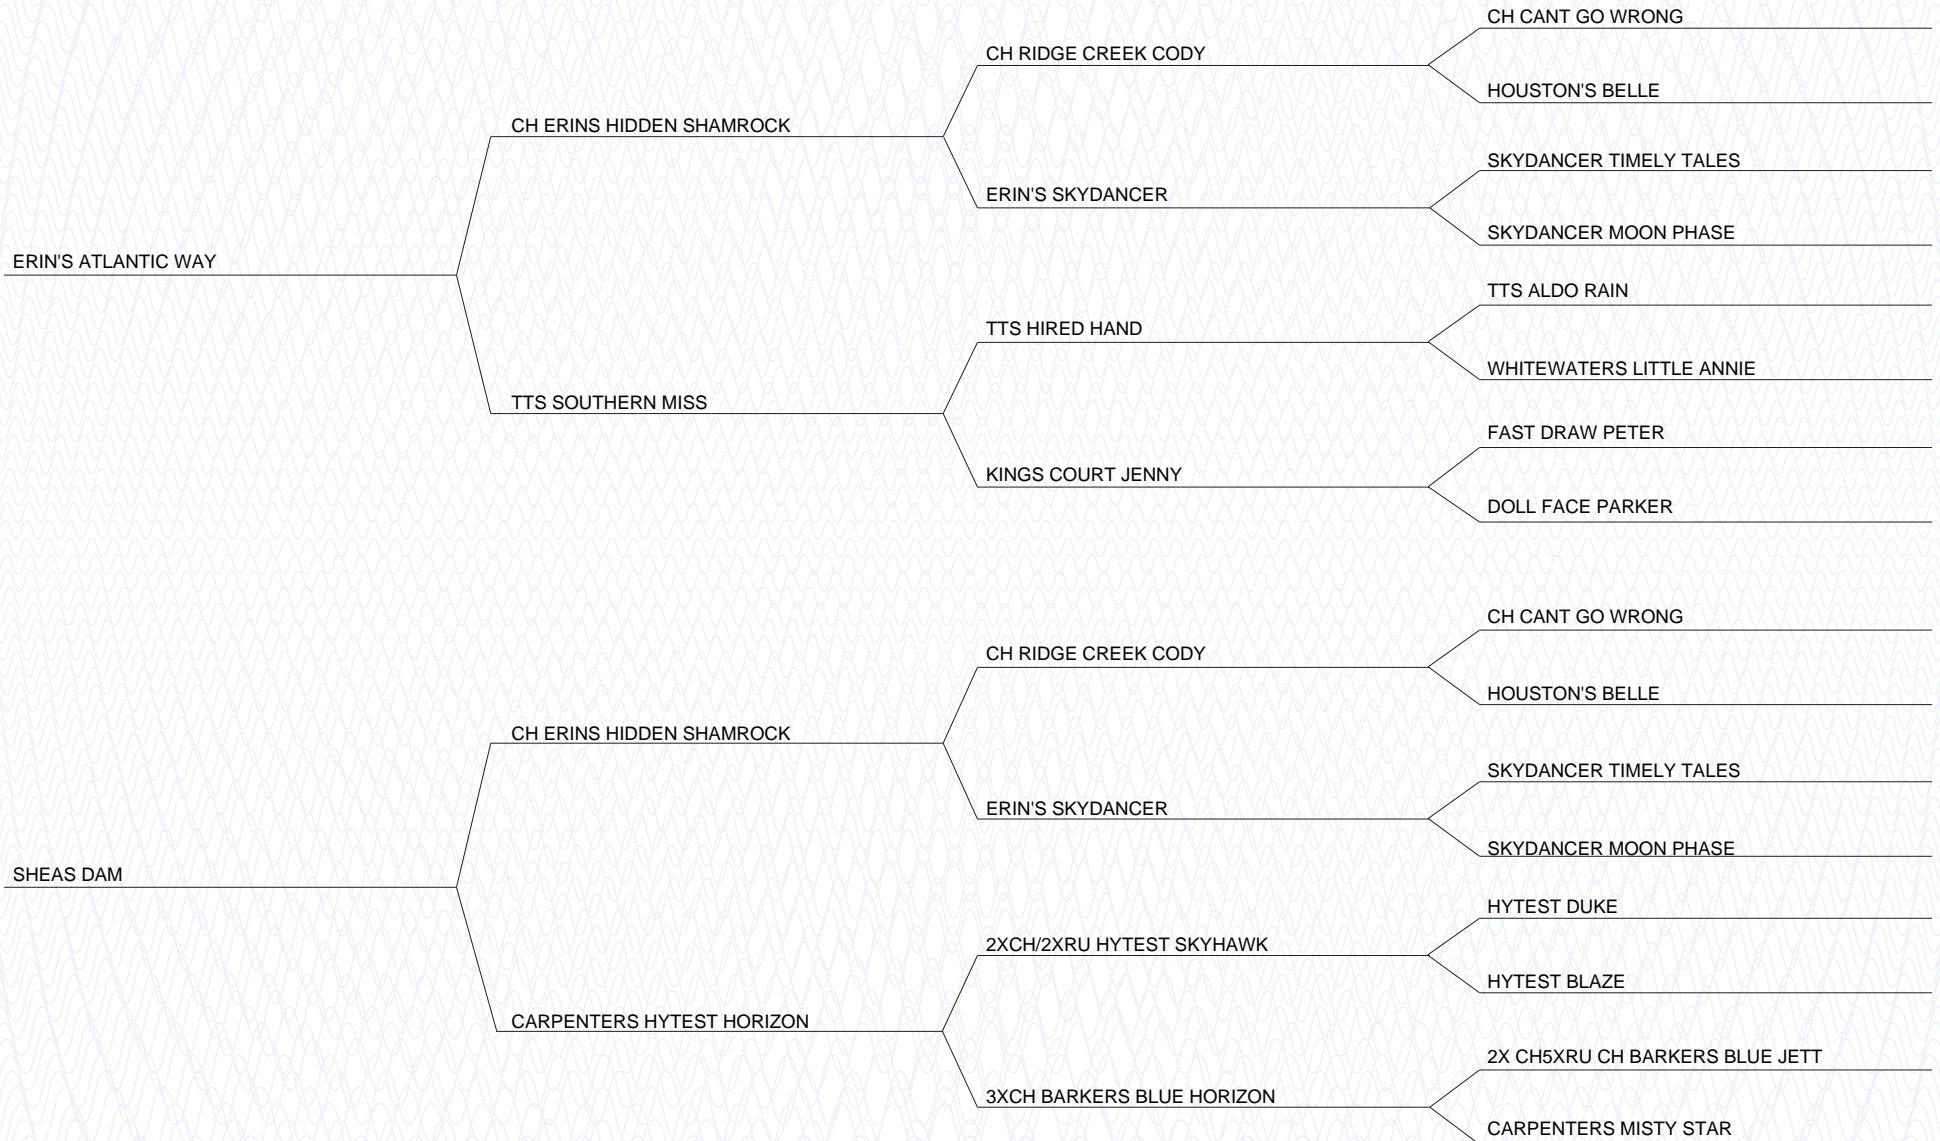 CH CANT GO WRONG
CH RIDGE CREEK CODY
HOUSTON'S BELLE
CH ERINS HIDDEN SHAMROCK
SKYDANCER TIMELY TALES
ERIN'S SKYDANCER
SKYDANCER MOON PHASE
ERIN'S ATLANTIC WAY
TTS ALDO RAIN
TTS HIRED HAND
WHITEWATERS LITTLE ANNIE
TTS SOUTHERN MISS
FAST DRAW PETER
KINGS COURT JENNY
DOLL FACE PARKER
CH CANT GO WRONG
CH RIDGE CREEK CODY
HOUSTON'S BELLE
CH ERINS HIDDEN SHAMROCK
SKYDANCER TIMELY TALES
ERIN'S SKYDANCER
SKYDANCER MOON PHASE
SHEAS DAM
HYTEST DUKE
2XCH/2XRU HYTEST SKYHAWK
HYTEST BLAZE
CARPENTERS HYTEST HORIZON
2X CH5XRU CH BARKERS BLUE JETT
3XCH BARKERS BLUE HORIZON
CARPENTERS MISTY STAR